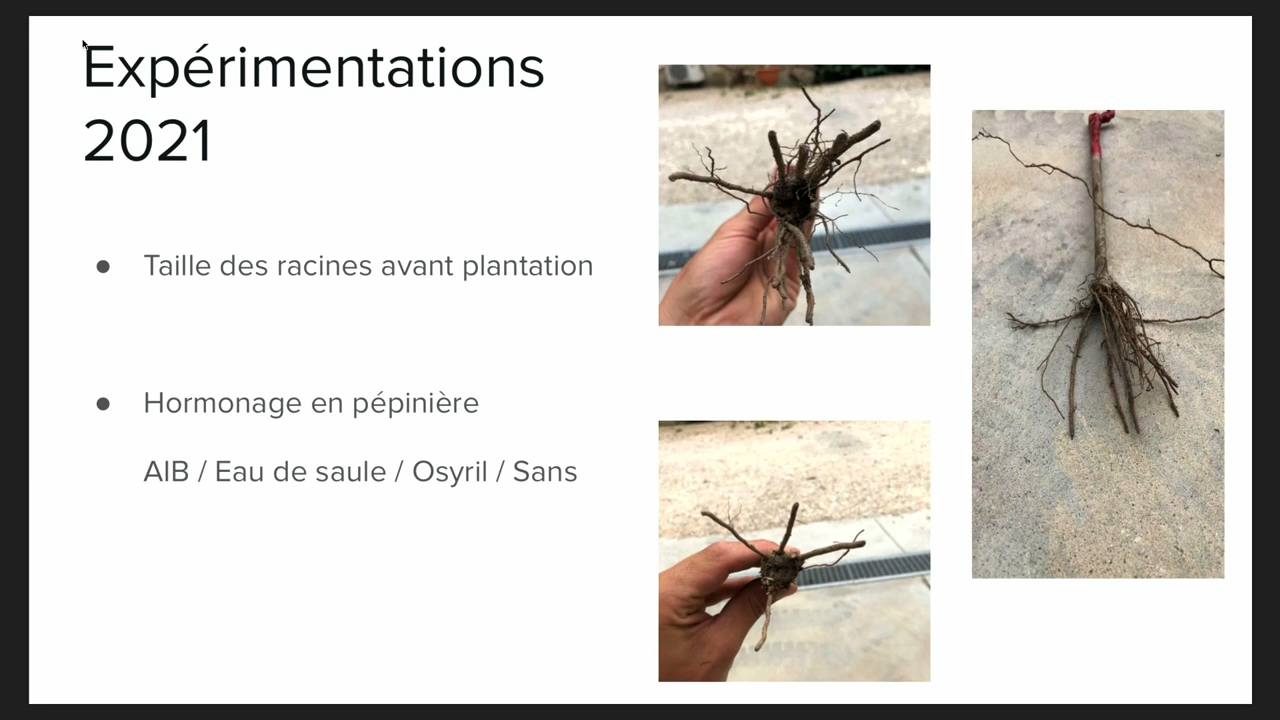 Expérimentations
2021
● Taille des racines avant plantation
● Hormonage en pépinière
AIB / Eau de saule / Osyril / Sans